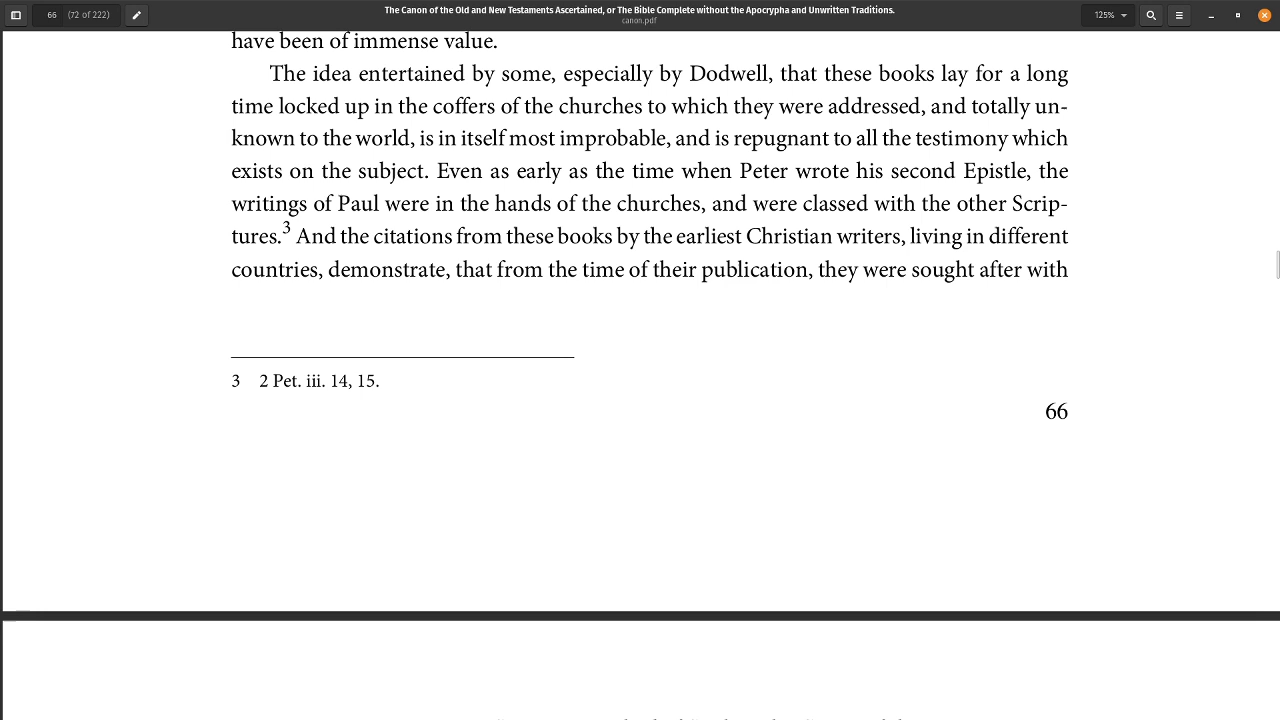 66 (72 of 222)
The Canon of the Old and New Testaments Ascertained, or The Bible Complete without the Apocrypha and Unwritten Traditions.
canon.pdf
125%
have been of immense value.
The idea entertained by some, especially by Dodwell, that these books lay for a long
time locked up in the coffers of the churches to which they were addressed, and totally un-
known to the world, is in itself most improbable, and is repugnant to all the testimony which
exists on the subject. Even as early as the time when Peter wrote his second Epistle, the
writings of Paul were in the hands of the churches, and were classed with the other Scrip-
tures.3 And the citations from these books by the earliest Christian writers, living in different
countries, demonstrate, that from the time of their publication, they were sought after with
3 2 Pet. iii. 14, 15.
66